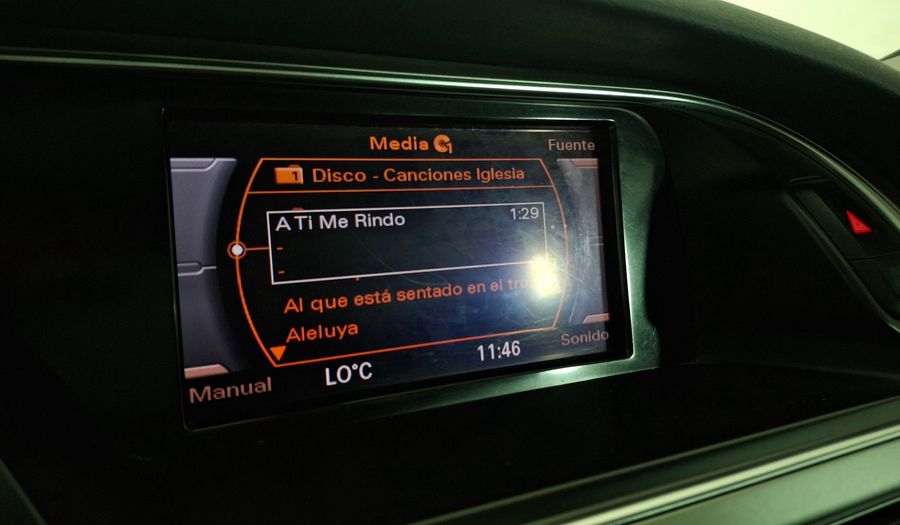 Media 1
Fuente
1 Disco - Canciones Iglesia
A Ti Me Rindo 1:29
-
-
Al que está sentado en el
Aleluya
11:46
Sonido
LO°C
Manual